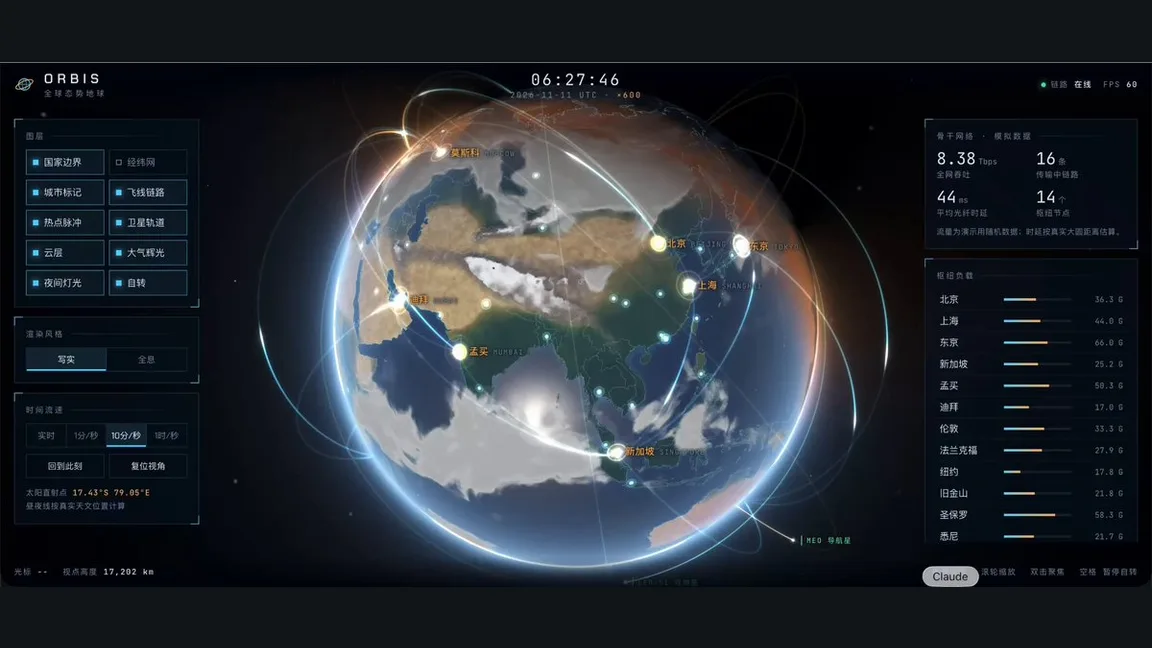 ORBIS
全球态势地球
06:27:46
2026-11-11 UTC · ×600
链路 在线 FPS 60
图层
国家边界 经纬网
城市标记 飞线链路
热点脉冲 卫星轨道
云层 大气辉光
夜间灯光 自转
渲染风格
写实 全息
时间流速
实时 1分/秒 10分/秒 1时/秒
回到此刻 复位视角
太阳直射点 17.43°S 79.05°E
昼夜线按真实天文位置计算
光标 -- 视点高度 17,202 km
莫斯科
北京 BEIJING
东京 TOKYO
上海
迪拜
孟买 MUMBAI
新加坡
MEO 导航星
骨干网络 · 模拟数据
8.38 Tbps 16 条
全网吞吐 传输中链路
44 ms 14 个
平均光纤时延 枢纽节点
流量为演示用随机数据；时延按真实大圆距离估算。
枢纽负载
北京 36.3 G
上海 44.0 G
东京 66.0 G
新加坡 25.2 G
孟买 50.3 G
迪拜 17.0 G
伦敦 33.3 G
法兰克福 27.9 G
纽约 17.8 G
旧金山 21.8 G
圣保罗 58.3 G
悉尼 21.7 G
Claude
滚轮缩放 双击聚焦 空格 暂停自转